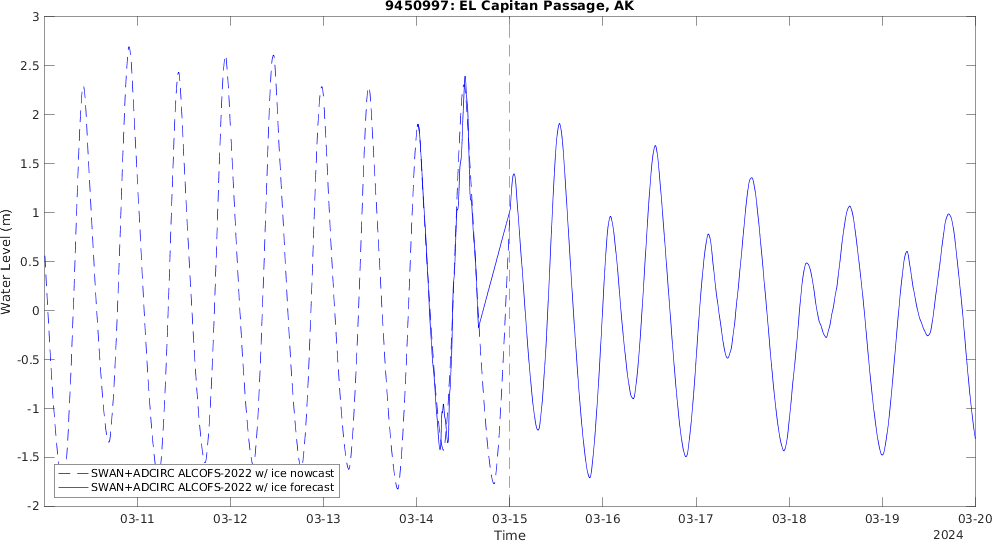 9450997: EL Capitan Passage, AK
3
2.5
2
1.5
1
0.5
0
-0.5
-1
-1.5
-2
Water Level (m)
SWAN+ADCIRC ALCOFS-2022 w/ ice nowcast
SWAN+ADCIRC ALCOFS-2022 w/ ice forecast
03-11 03-12 03-13 03-14 03-15 03-16 03-17 03-18 03-19 03-20
Time
2024